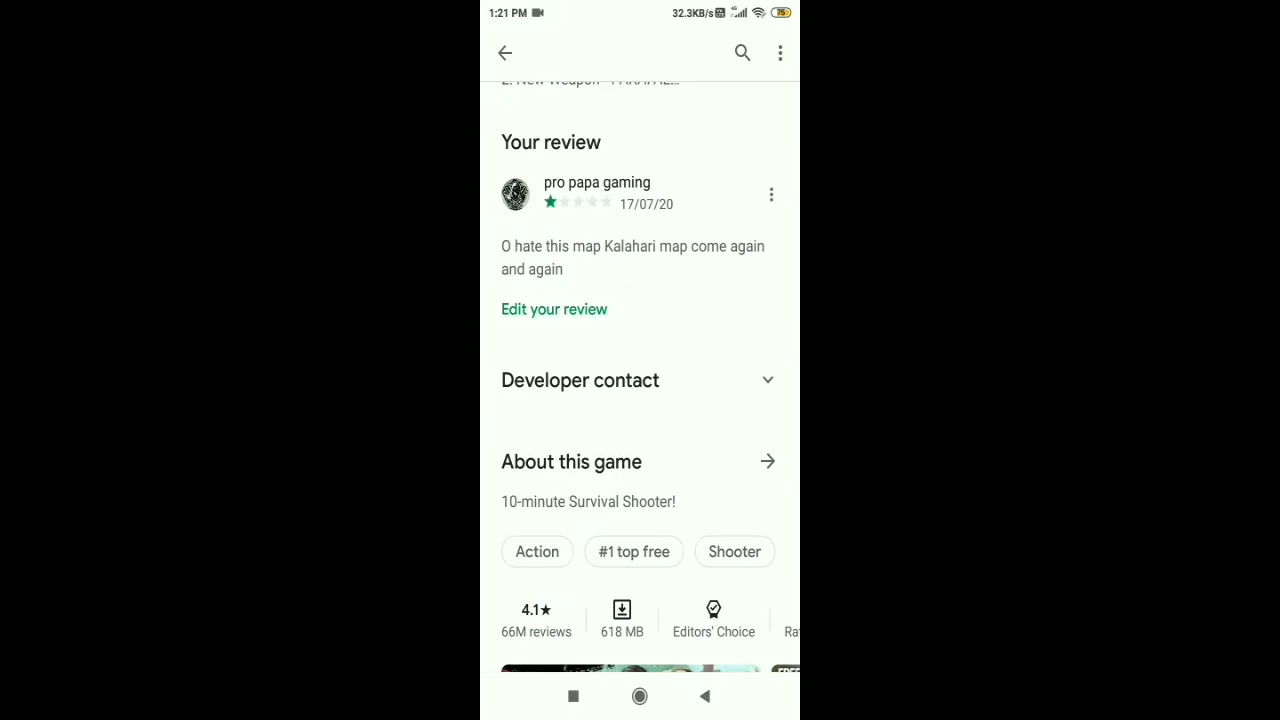 1:21 PM
32.3KB/s 4G 75
Your review
pro papa gaming
17/07/20
O hate this map Kalahari map come again
and again
Edit your review
Developer contact
About this game
10-minute Survival Shooter!
Action #1 top free Shooter
4.1★
66M reviews 618 MB Editors' Choice